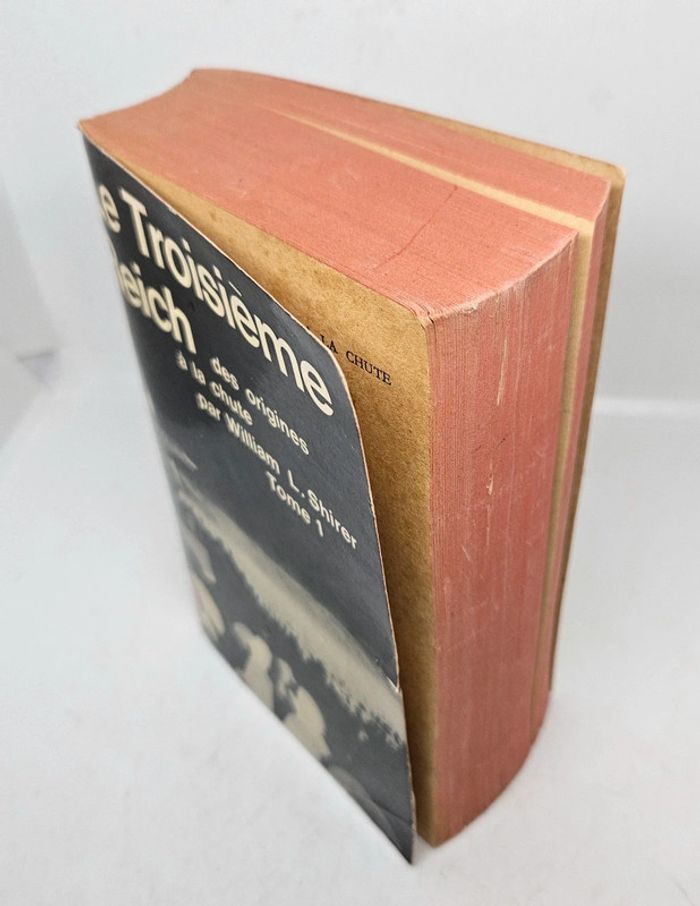 e Troisième
Reich
des origines
à la chute
par William L. Shirer
Tome 1
LA CHUTE